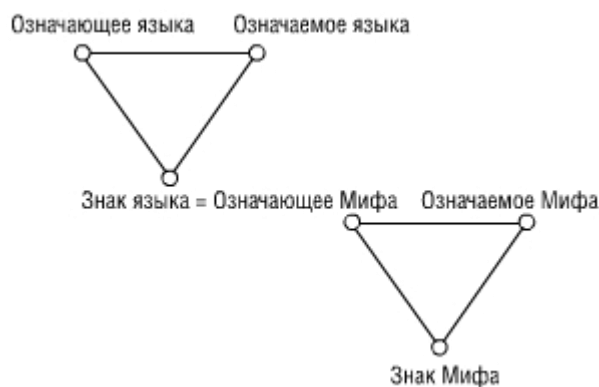 Означающее языка Означаемое языка
Знак языка = Означающее Мифа Означаемое Мифа
Знак Мифа